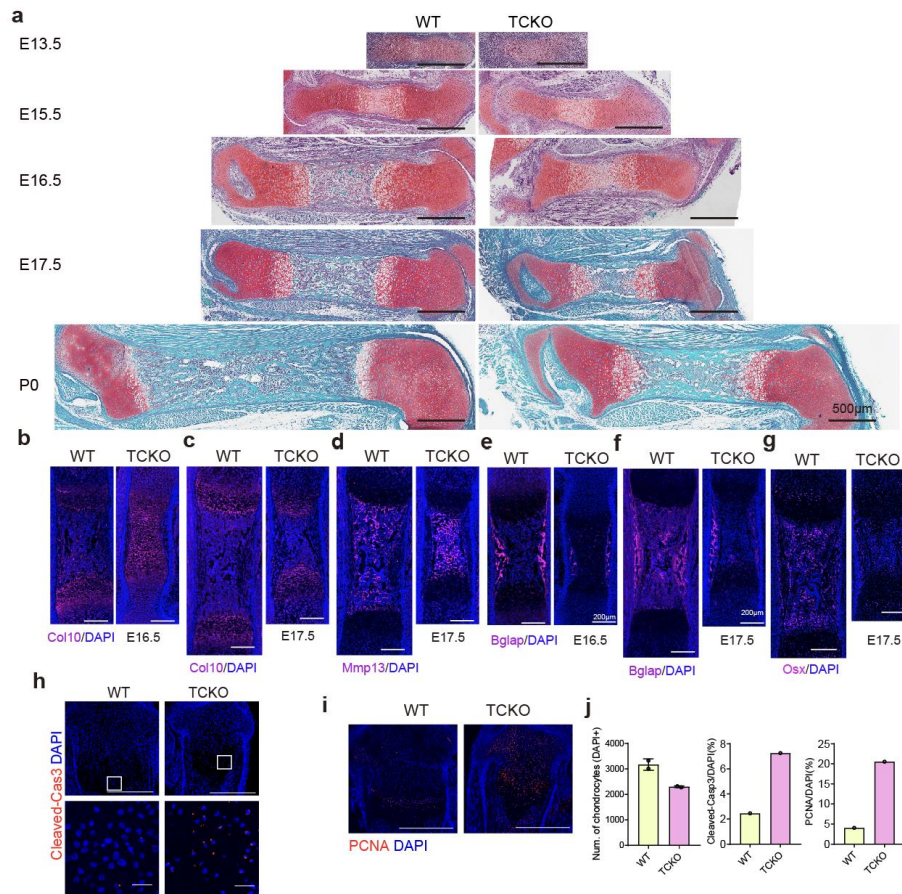 a
WT TCKO
E13.5
E15.5
E16.5
E17.5
P0
500µm
b c d e f g
WT TCKO WT TCKO WT TCKO WT TCKO WT TCKO WT TCKO
200µm 200µm
Col10/DAPI E16.5 E17.5 E17.5 Bglap/DAPI E16.5 E17.5 E17.5
Col10/DAPI Mmp13/DAPI Bglap/DAPI Osx/DAPI
h
WT TCKO
Cleaved-Cas3 DAPI
i
WT TCKO
PCNA DAPI
j
Num. of chondrocytes (DAPI+)
4000
3000
2000
1000
0
WT
TCKO
Cleaved-Casp3/DAPI(%)
8
6
4
2
0
WT
TCKO
PCNA/DAPI(%)
25
20
15
10
5
0
WT
TCKO